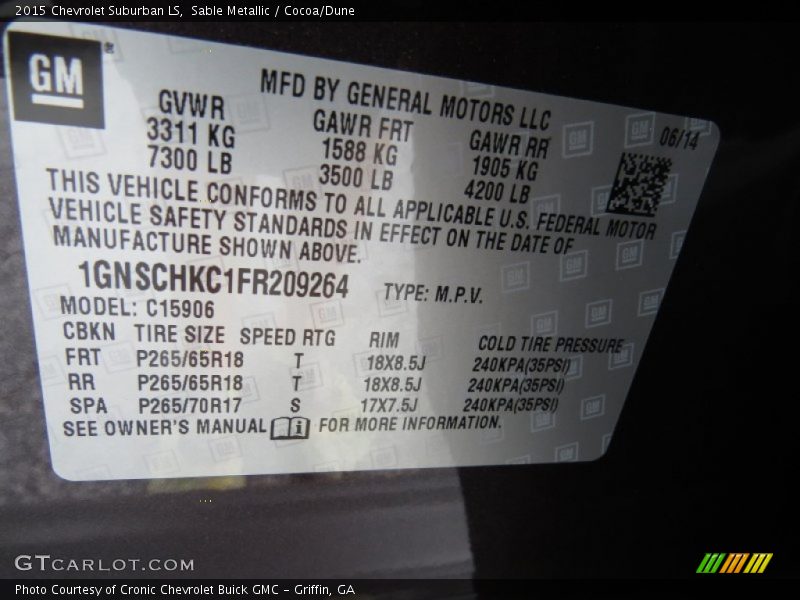 2015 Chevrolet Suburban LS, Sable Metallic / Cocoa/Dune
GM®
MFD BY GENERAL MOTORS LLC
06/14
GVWR GAWR FRT GAWR RR
3311 KG 1588 KG 1905 KG
7300 LB 3500 LB 4200 LB
THIS VEHICLE CONFORMS TO ALL APPLICABLE U.S. FEDERAL MOTOR
VEHICLE SAFETY STANDARDS IN EFFECT ON THE DATE OF
MANUFACTURE SHOWN ABOVE.
1GNSCHKC1FR209264 TYPE: M.P.V.
MODEL: C15906
CBKN TIRE SIZE SPEED RTG RIM COLD TIRE PRESSURE
FRT P265/65R18 T 18X8.5J 240KPA(35PSI)
RR P265/65R18 T 18X8.5J 240KPA(35PSI)
SPA P265/70R17 S 17X7.5J 240KPA(35PSI)
SEE OWNER'S MANUAL i FOR MORE INFORMATION.
GTCARLOT.COM
Photo Courtesy of Cronic Chevrolet Buick GMC - Griffin, GA